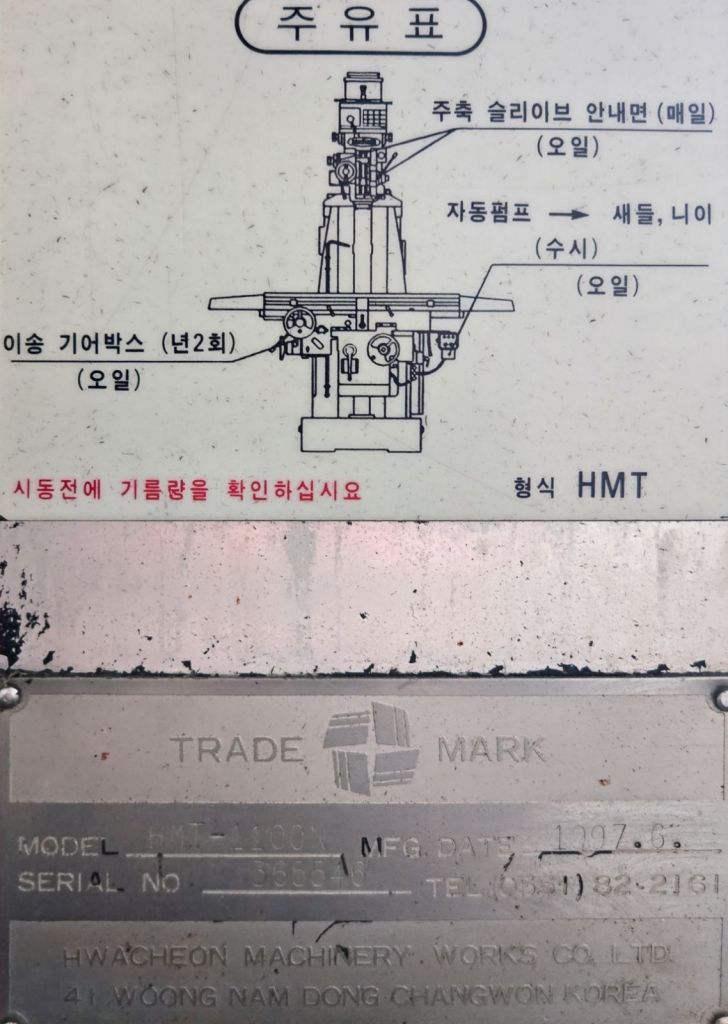 주유표
주축 슬리이브 안내면 (매일)
(오일)
자동펌프 → 새들, 니이
(수시)
(오일)
이송 기어박스 (년2회)
(오일)
시동전에 기름량을 확인하십시요
형식 HMT
TRADE MARK
MODEL HMT-1100N MFG. DATE 1997.6.
SERIAL NO TEL (0551) 82-2161
HWACHEON MACHINERY WORKS CO. LTD.
41 WOONG NAM DONG CHANGWON KOREA